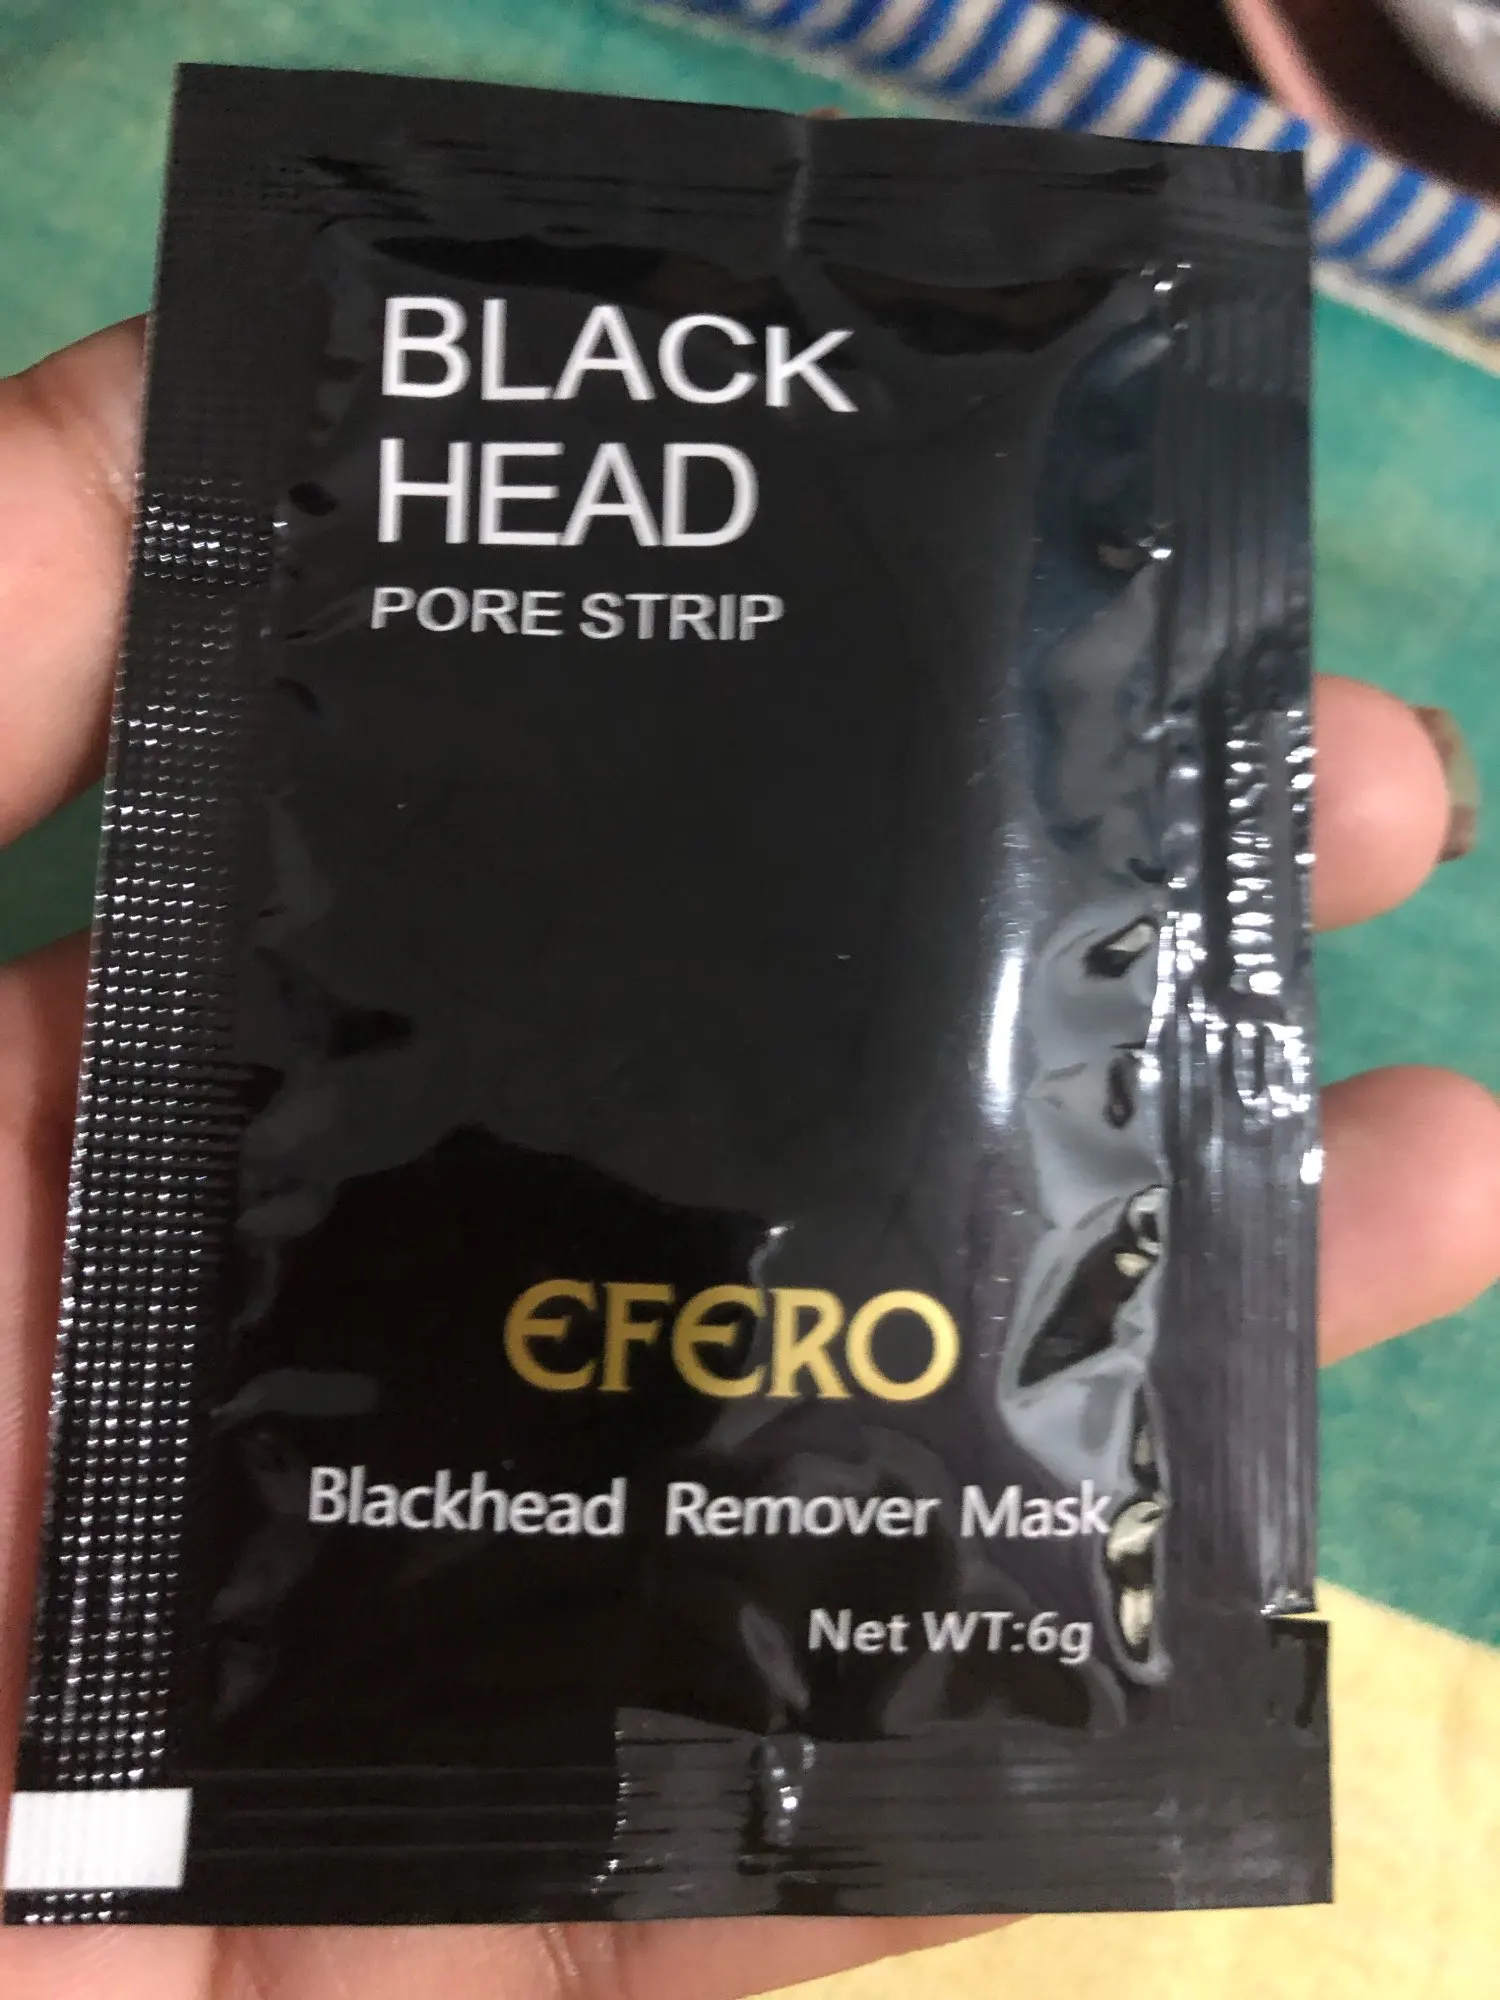 BLACK
HEAD
PORE STRIP
EFERO
Blackhead Remover Mask
Net WT:6g